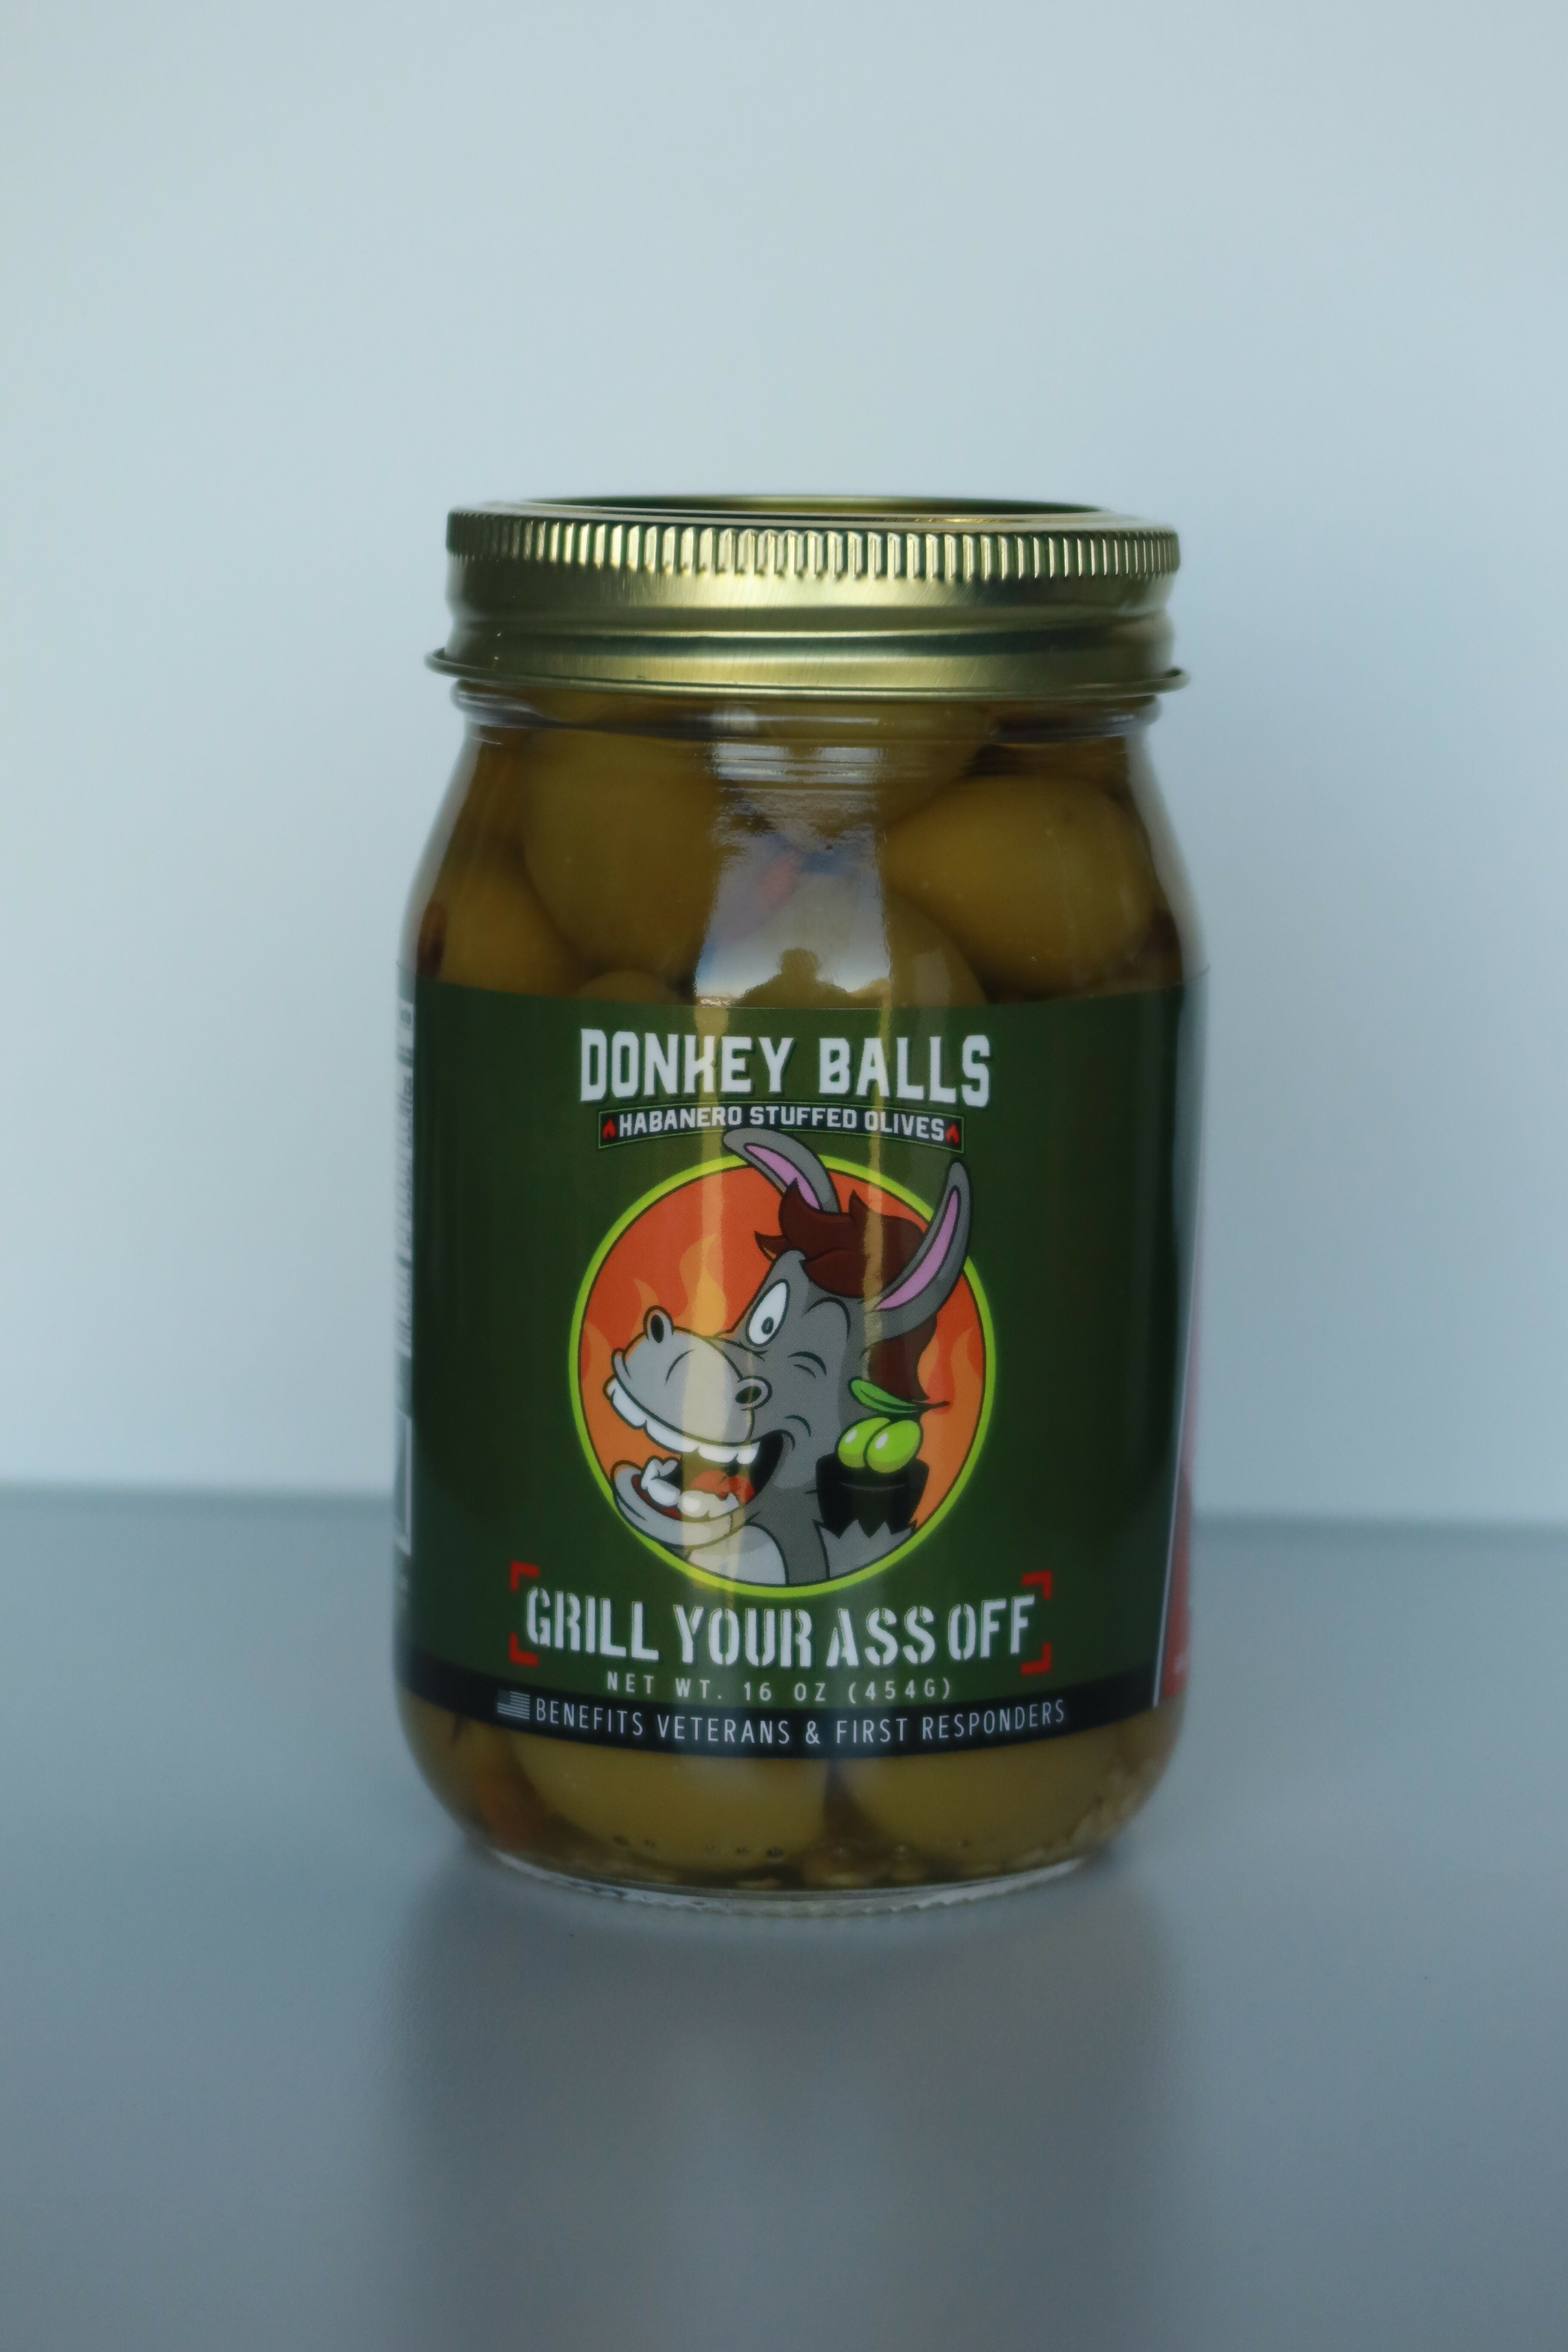 DONKEY BALLS
HABANERO STUFFED OLIVES
GRILL YOUR ASS OFF
NET WT. 16 OZ (454G)
BENEFITS VETERANS & FIRST RESPONDERS